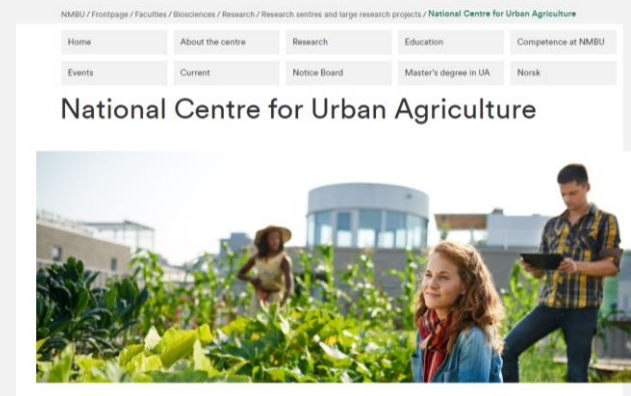 NMBU / Frontpage / Faculties / Biosciences / Research / Research sentres and large research projects / National Centre for Urban Agriculture
Home About the centre Research Education Competence at NMBU
Events Current Notice Board Master's degree in UA Norsk
National Centre for Urban Agriculture